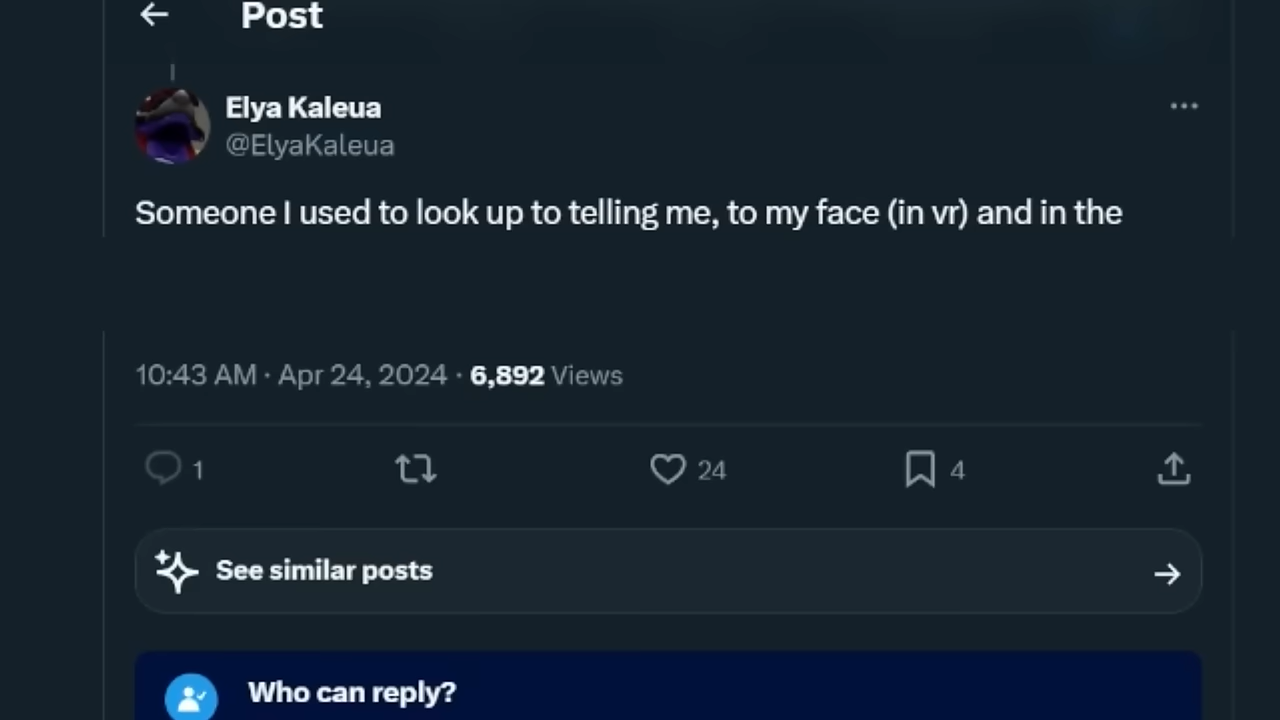 Post
Elya Kaleua
@ElyaKaleua
Someone I used to look up to telling me, to my face (in vr) and in the
10:43 AM · Apr 24, 2024 · 6,892 Views
1 24 4
See similar posts
Who can reply?